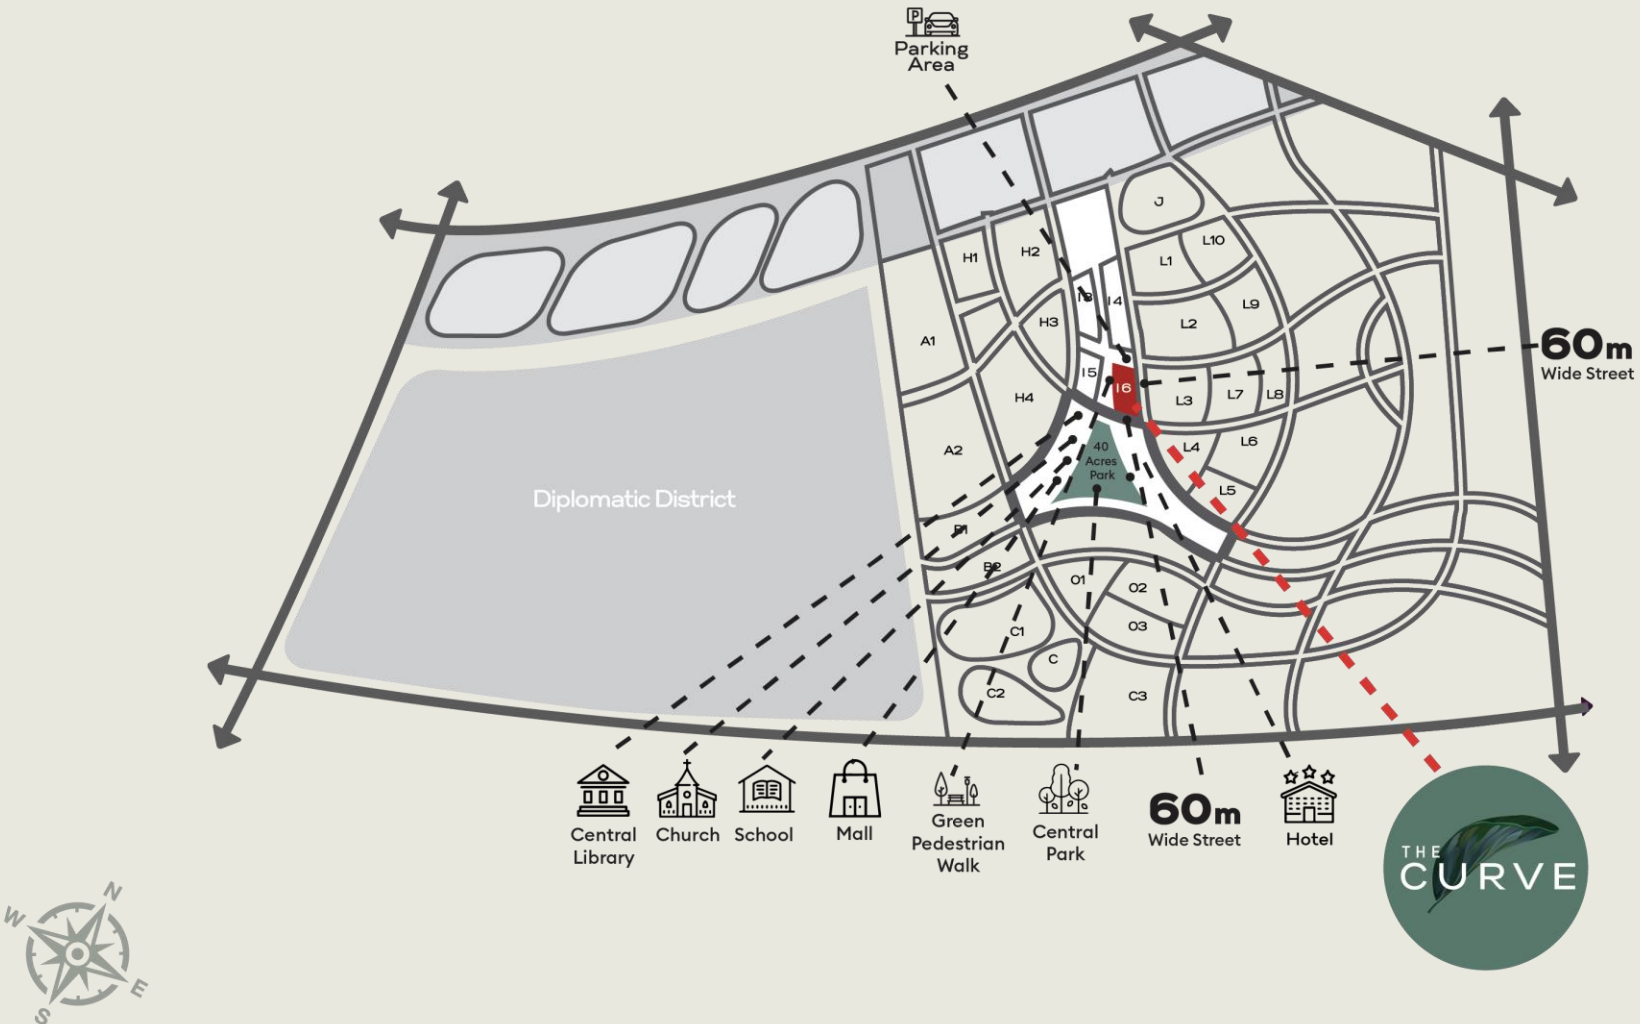 P
Parking
Area
J
L10
H1
H2
L1
I3
I4
L9
H3
L2
A1
60m
Wide Street
I5
I6
H4
L3
L7
L8
A2
40
Acres
Park
L4
L6
L5
Diplomatic District
B1
B2
O1
O2
C1
O3
C
C2
C3
Central
Library
Church
School
Mall
Green
Pedestrian
Walk
Central
Park
60m
Wide Street
Hotel
THE
CURVE
N
W
E
S